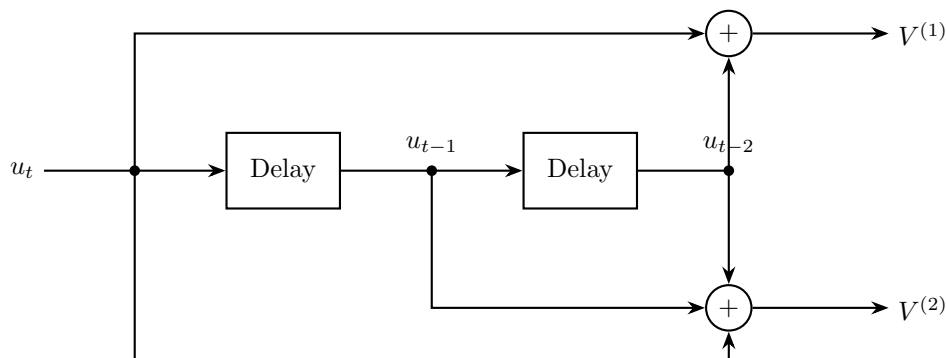 + V^{(1)}
u_{t-1} u_{t-2}
u_t Delay Delay
+ V^{(2)}